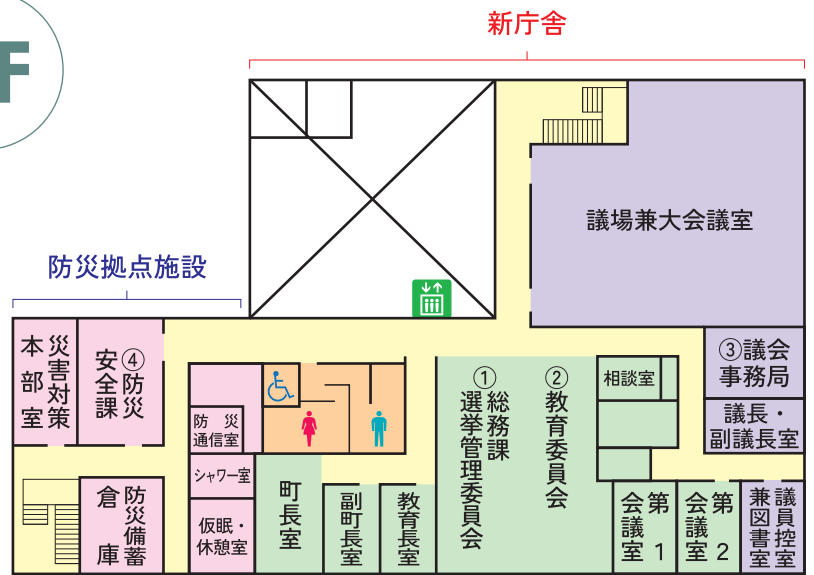 F
新庁舎
防災拠点施設
議場兼大会議室
災害対策
本部室
④防災
安全課
防災
通信室
シャワー室
仮眠・
休憩室
防災備蓄
倉庫
町長室
副町長室
教育長室
①
総務課
選挙管理委員会
②
教育委員会
相談室
③議会
事務局
議長・
副議長室
第1
会議室
第2
会議室
議員控室
兼図書室